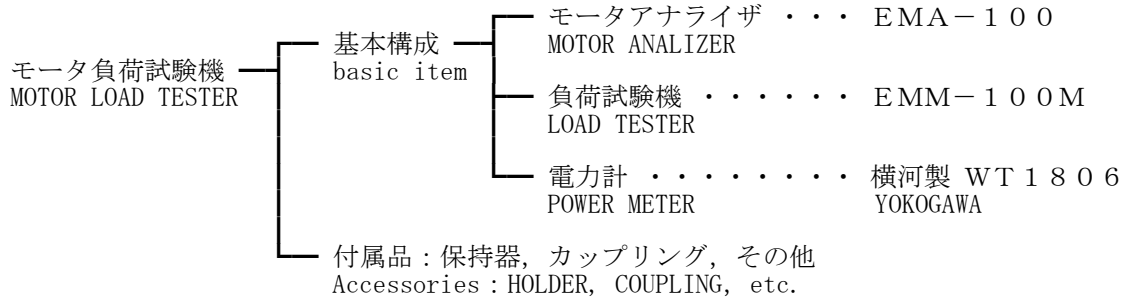 モータアナライザ ・・・ ＥＭＡ－１００
MOTOR ANALIZER
基本構成
basic item
モータ負荷試験機
MOTOR LOAD TESTER
負荷試験機 ・・・・・・ ＥＭＭ－１００Ｍ
LOAD TESTER
電力計 ・・・・・・・・ 横河製 ＷＴ１８０６
POWER METER YOKOGAWA
付属品：保持器，カップリング，その他
Accessories：HOLDER, COUPLING, etc.